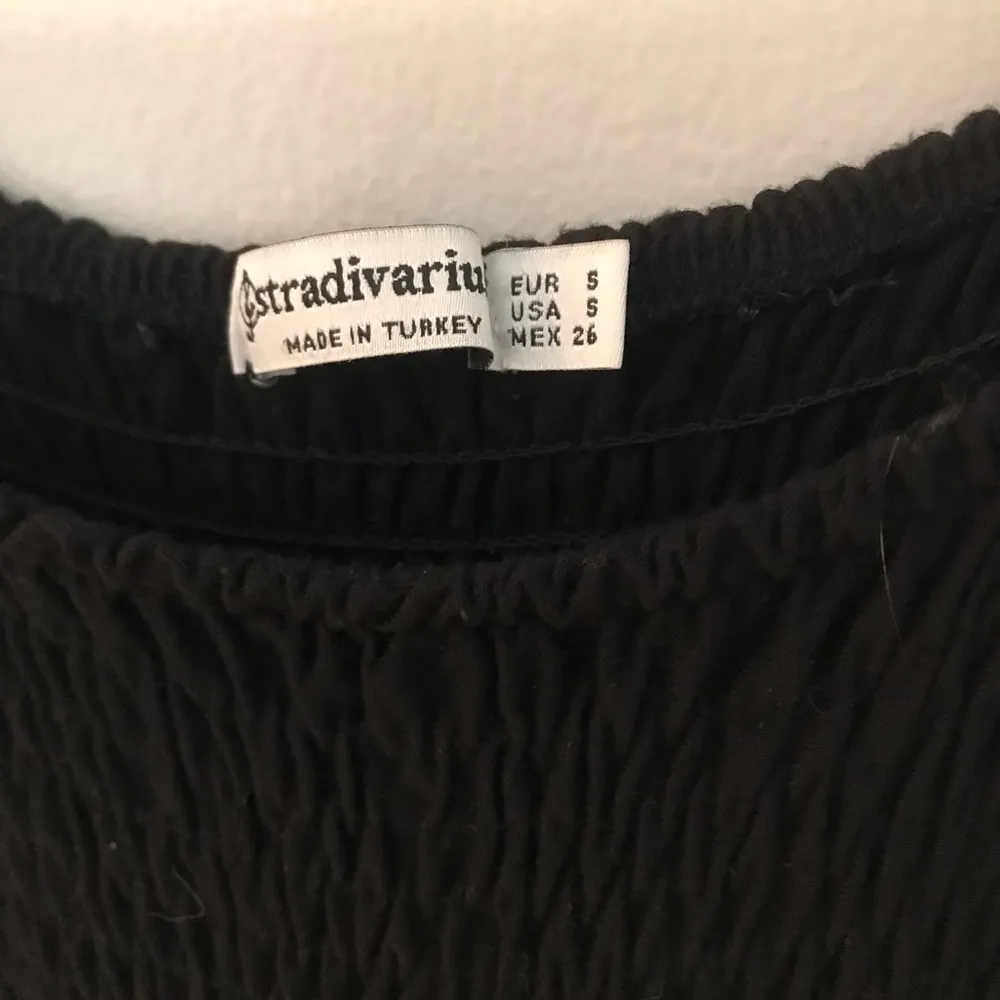 stradivariu
MADE IN TURKEY
EUR S
USA S
MEX 26